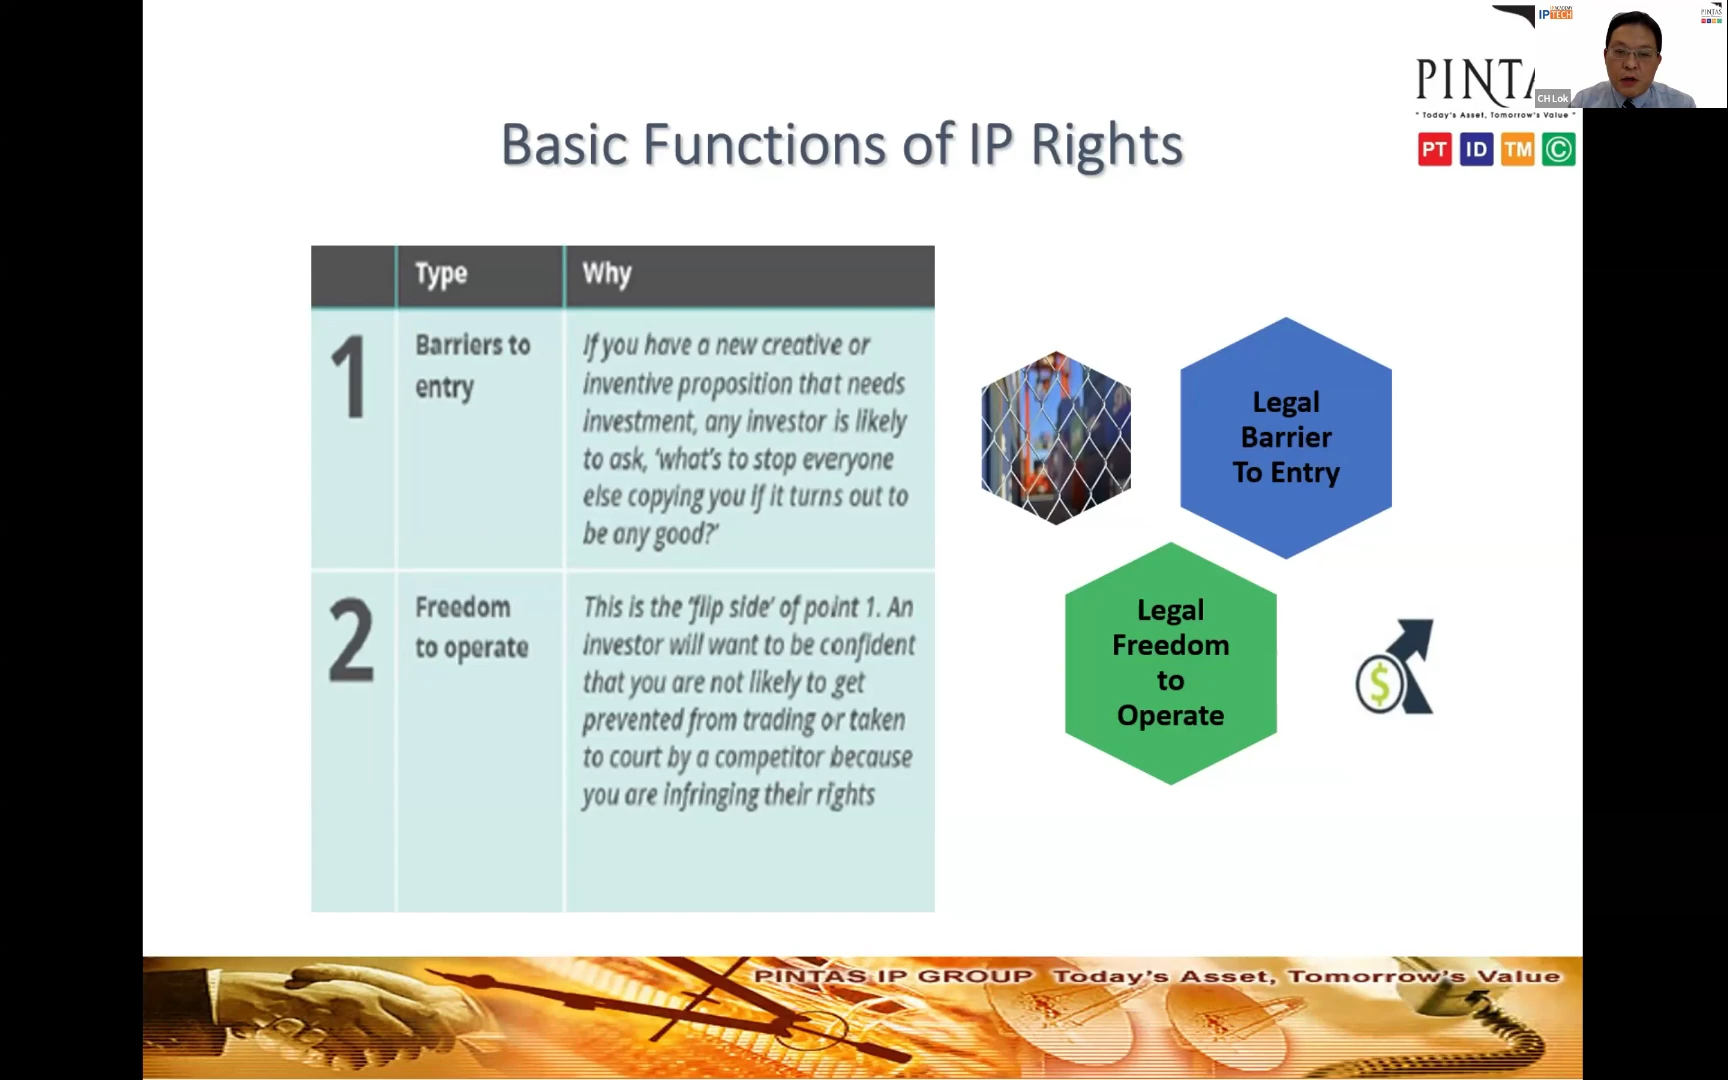 Basic Functions of IP Rights
PINTA
" Today's Asset, Tomorrow's Value "
PT ID TM ©
IP TECH
CH Lok
PINTAS
Type Why
1 Barriers to
entry
If you have a new creative or
inventive proposition that needs
investment, any investor is likely
to ask, 'what's to stop everyone
else copying you if it turns out to
be any good?'
2 Freedom
to operate
This is the 'flip side' of point 1. An
investor will want to be confident
that you are not likely to get
prevented from trading or taken
to court by a competitor because
you are infringing their rights
Legal
Barrier
To Entry
Legal
Freedom
to
Operate
$
PINTAS IP GROUP Today's Asset, Tomorrow's Value